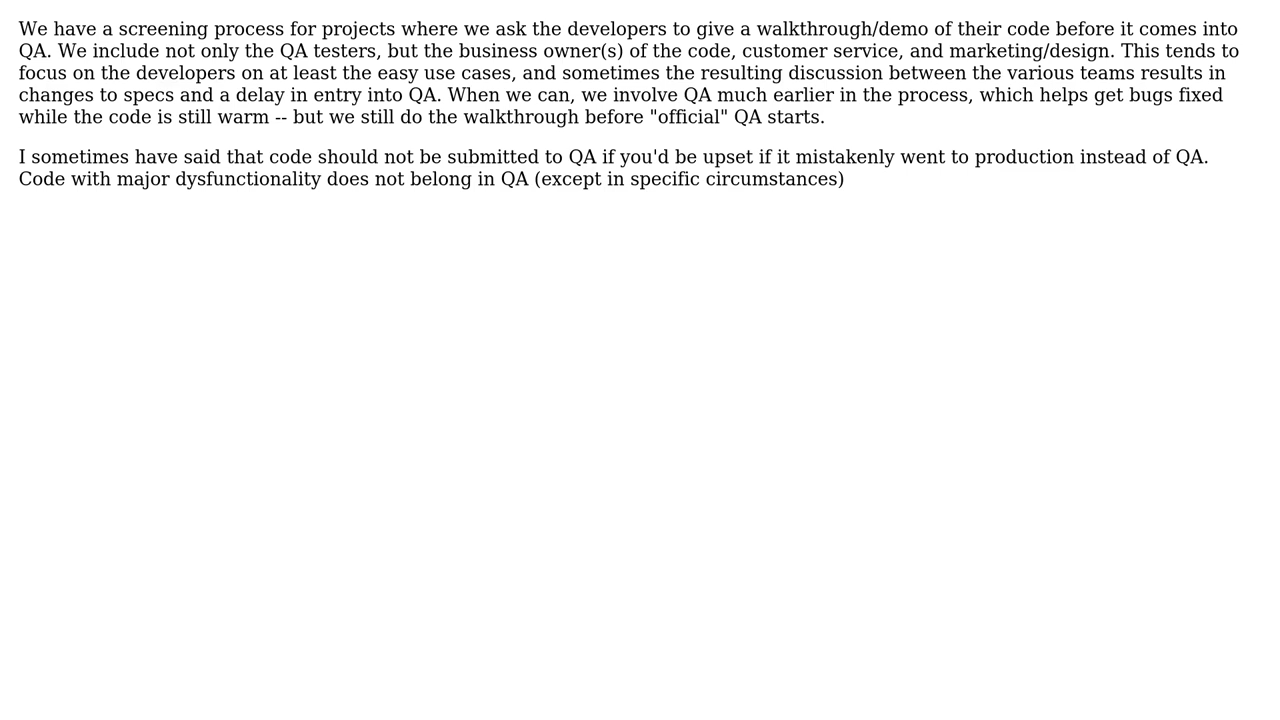 We have a screening process for projects where we ask the developers to give a walkthrough/demo of their code before it comes into
QA. We include not only the QA testers, but the business owner(s) of the code, customer service, and marketing/design. This tends to
focus on the developers on at least the easy use cases, and sometimes the resulting discussion between the various teams results in
changes to specs and a delay in entry into QA. When we can, we involve QA much earlier in the process, which helps get bugs fixed
while the code is still warm -- but we still do the walkthrough before "official" QA starts.
I sometimes have said that code should not be submitted to QA if you'd be upset if it mistakenly went to production instead of QA.
Code with major dysfunctionality does not belong in QA (except in specific circumstances)